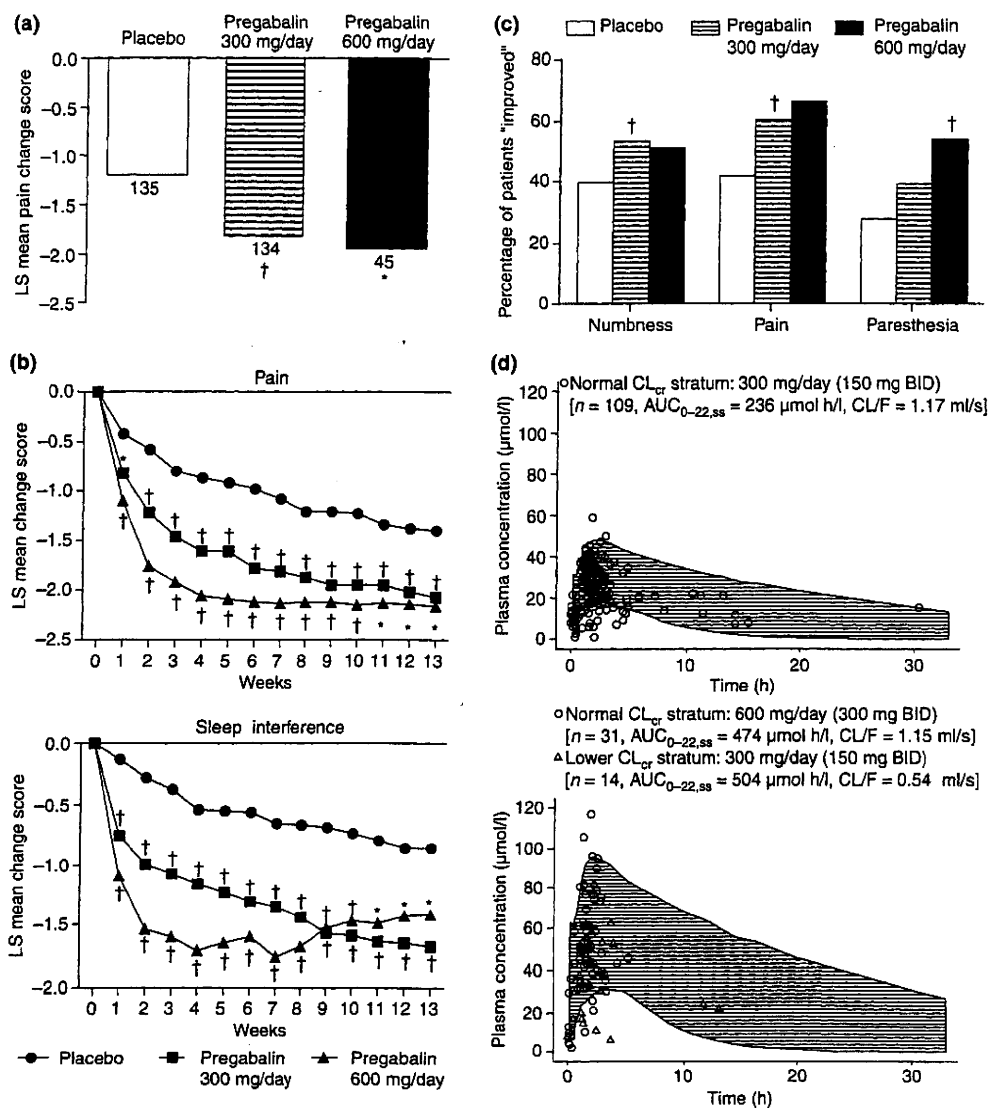 (a)
Placebo
Pregabalin
300 mg/day
Pregabalin
600 mg/day
LS mean pain change score
0.0
−0.5
−1.0
−1.5
−2.0
−2.5
135
134
†
45
*
(b)
Pain
LS mean change score
0.0
−0.5
−1.0
−1.5
−2.0
−2.5
* † † † † † † † † † † † †
† † † † † † † † † † * * *
0 1 2 3 4 5 6 7 8 9 10 11 12 13
Weeks
Sleep interference
LS mean change score
0.0
−0.5
−1.0
−1.5
−2.0
† † † † † † † † † † * * *
† † † † † † † † † † † † †
0 1 2 3 4 5 6 7 8 9 10 11 12 13
Weeks
Placebo
Pregabalin
300 mg/day
Pregabalin
600 mg/day
(c)
Placebo
Pregabalin
300 mg/day
Pregabalin
600 mg/day
Percentage of patients "improved"
80
60
40
20
0
† † †
Numbness Pain Paresthesia
(d)
Normal CLcr stratum: 300 mg/day (150 mg BID)
[n = 109, AUC0–22,ss = 236 µmol h/l, CL/F = 1.17 ml/s]
Plasma concentration (µmol/l)
120
100
80
60
40
20
0
0 10 20 30
Time (h)
Normal CLcr stratum: 600 mg/day (300 mg BID)
[n = 31, AUC0–22,ss = 474 µmol h/l, CL/F = 1.15 ml/s]
Lower CLcr stratum: 300 mg/day (150 mg BID)
[n = 14, AUC0–22,ss = 504 µmol h/l, CL/F = 0.54 ml/s]
Plasma concentration (µmol/l)
120
100
80
60
40
20
0
0 10 20 30
Time (h)